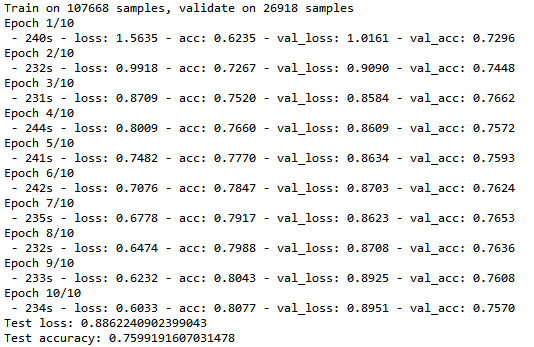 Train on 107668 samples, validate on 26918 samples
Epoch 1/10
 - 240s - loss: 1.5635 - acc: 0.6235 - val_loss: 1.0161 - val_acc: 0.7296
Epoch 2/10
 - 232s - loss: 0.9918 - acc: 0.7267 - val_loss: 0.9090 - val_acc: 0.7448
Epoch 3/10
 - 231s - loss: 0.8709 - acc: 0.7520 - val_loss: 0.8584 - val_acc: 0.7662
Epoch 4/10
 - 244s - loss: 0.8009 - acc: 0.7660 - val_loss: 0.8609 - val_acc: 0.7572
Epoch 5/10
 - 241s - loss: 0.7482 - acc: 0.7770 - val_loss: 0.8634 - val_acc: 0.7593
Epoch 6/10
 - 242s - loss: 0.7076 - acc: 0.7847 - val_loss: 0.8703 - val_acc: 0.7624
Epoch 7/10
 - 235s - loss: 0.6778 - acc: 0.7917 - val_loss: 0.8623 - val_acc: 0.7653
Epoch 8/10
 - 232s - loss: 0.6474 - acc: 0.7988 - val_loss: 0.8708 - val_acc: 0.7636
Epoch 9/10
 - 233s - loss: 0.6232 - acc: 0.8043 - val_loss: 0.8925 - val_acc: 0.7608
Epoch 10/10
 - 234s - loss: 0.6033 - acc: 0.8077 - val_loss: 0.8951 - val_acc: 0.7570
Test loss: 0.8862240902399043
Test accuracy: 0.7599191607031478